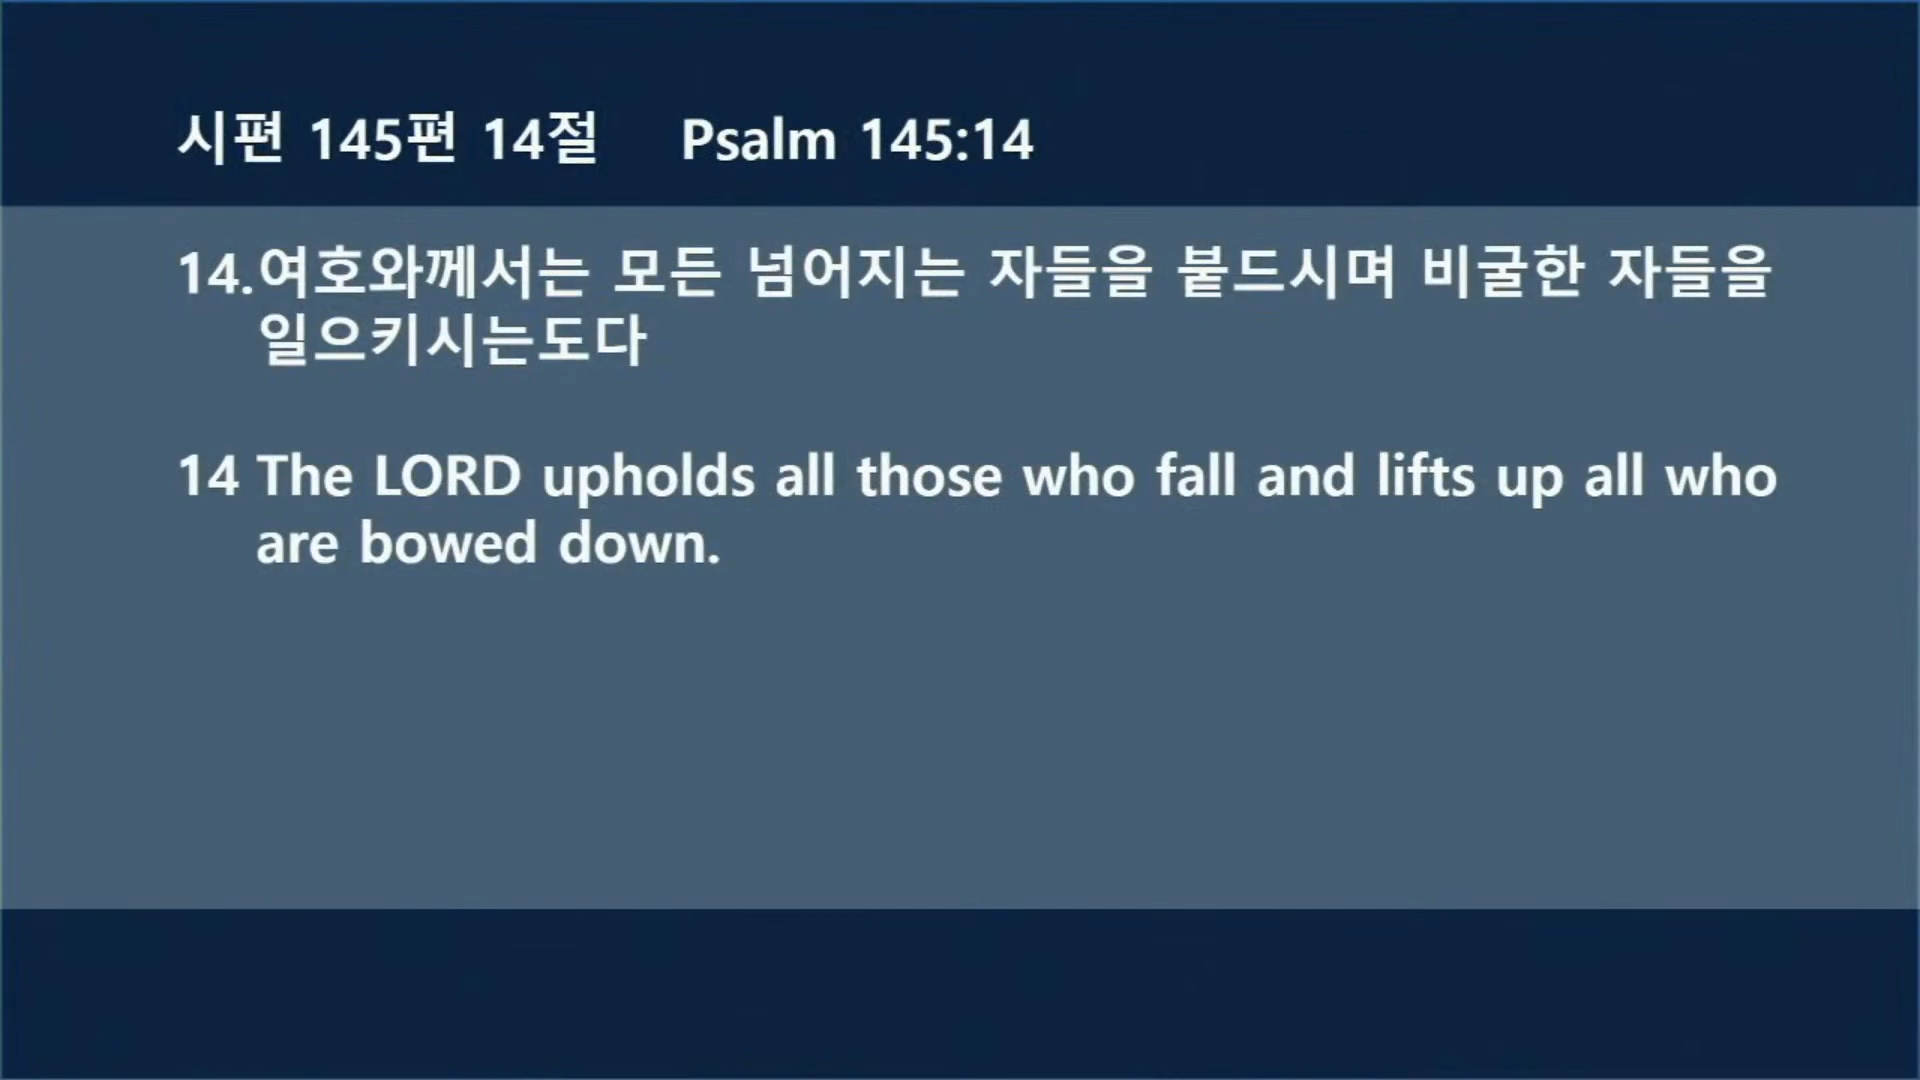 시편 145편 14절 Psalm 145:14
14.여호와께서는 모든 넘어지는 자들을 붙드시며 비굴한 자들을
일으키시는도다
14 The LORD upholds all those who fall and lifts up all who
are bowed down.